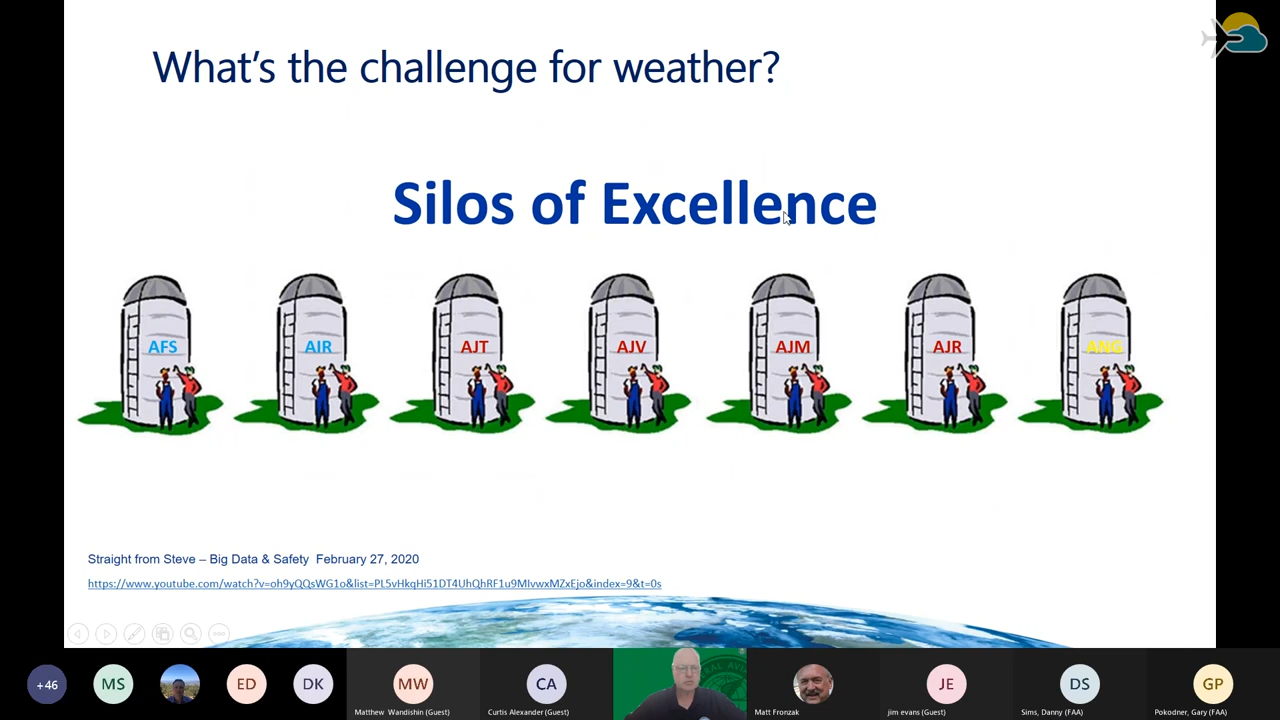 What's the challenge for weather?
Silos of Excellence
AFS AIR AJT AJV AJM AJR ANG
Straight from Steve – Big Data & Safety February 27, 2020
https://www.youtube.com/watch?v=oh9yQQsWG1o&list=PL5vHkqHi51DT4UhQhRF1u9MIvwxMZxEjo&index=9&t=0s
+46 MS ED DK MW CA JE DS GP
Matthew Wandishin (Guest) Curtis Alexander (Guest) Matt Fronzak jim evans (Guest) Sims, Danny (FAA) Pokodner, Gary (FAA)